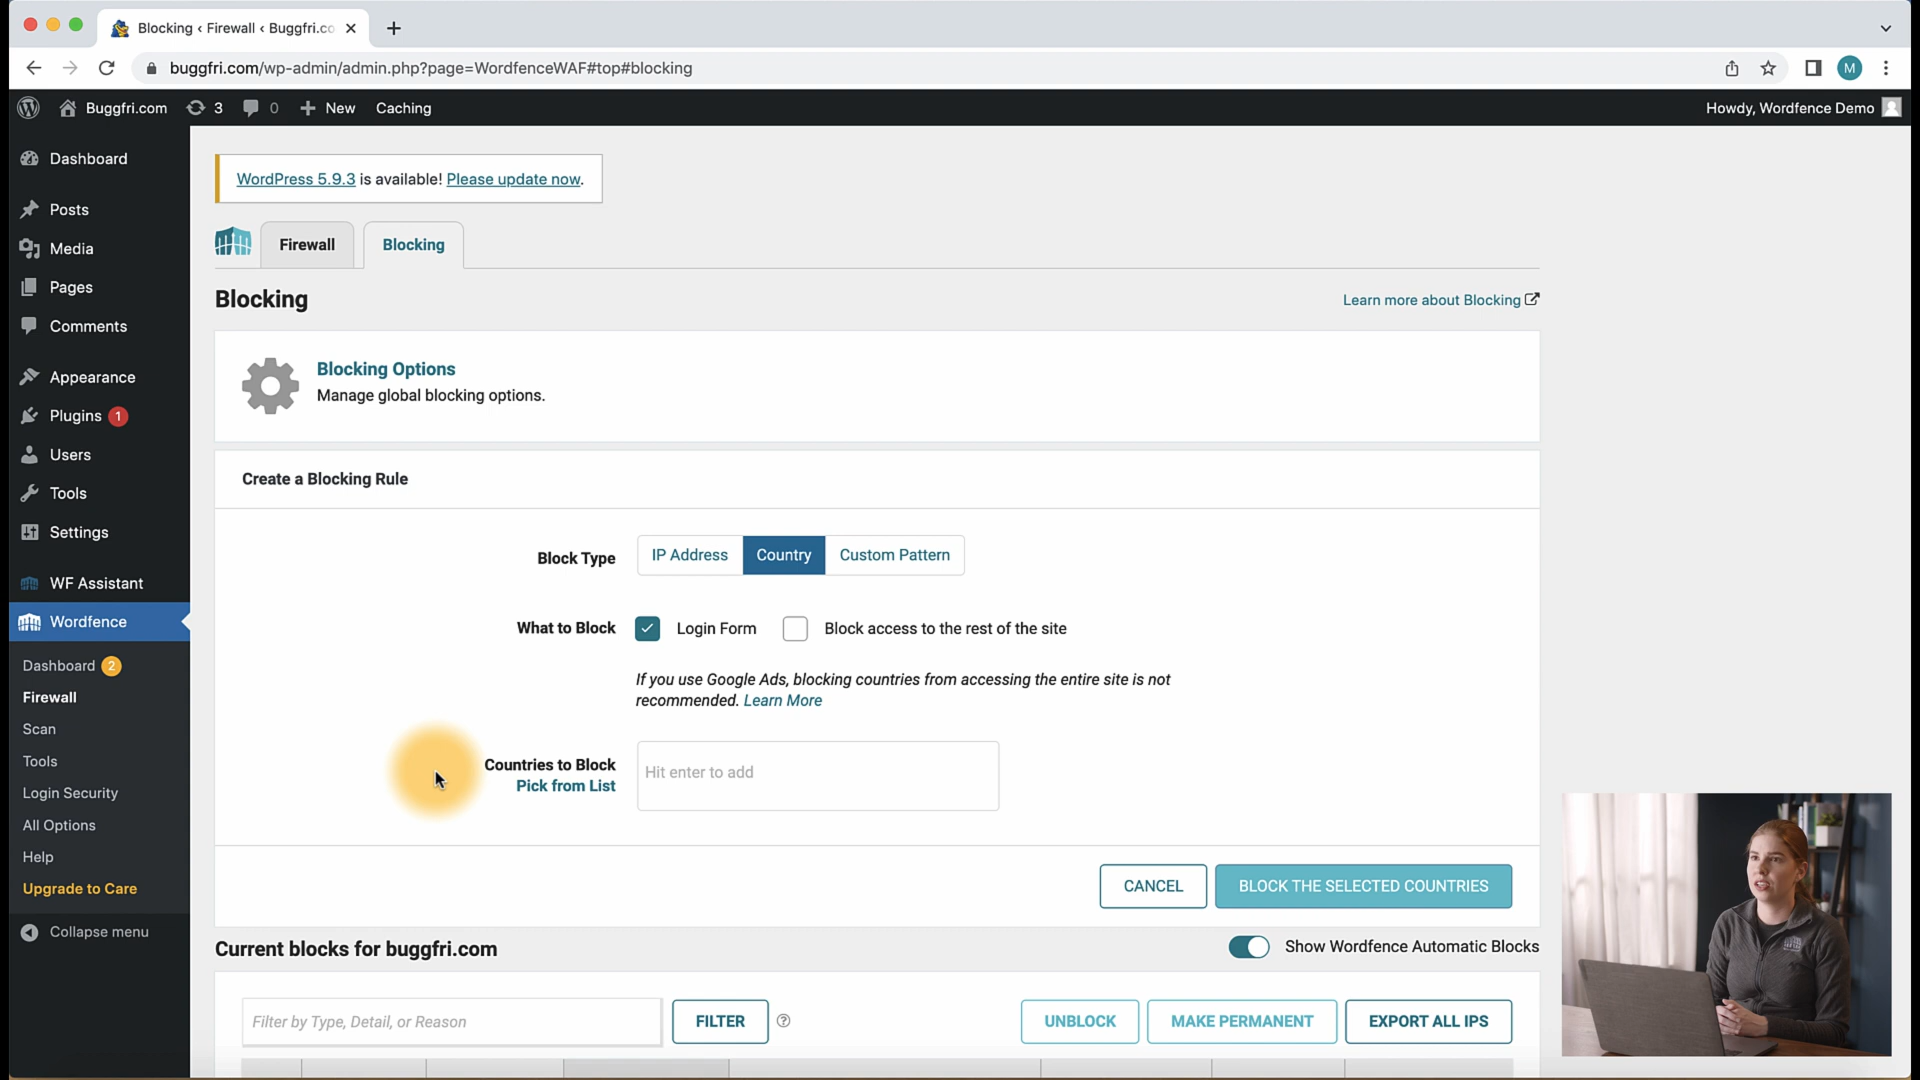 Blocking ‹ Firewall ‹ Buggfri.co
buggfri.com/wp-admin/admin.php?page=WordfenceWAF#top#blocking
M
Buggfri.com 3 0 New Caching
Howdy, Wordfence Demo
Dashboard
Posts
Media
Pages
Comments
Appearance
Plugins 1
Users
Tools
Settings
WF Assistant
Wordfence
Dashboard 2
Firewall
Scan
Tools
Login Security
All Options
Help
Upgrade to Care
Collapse menu
WordPress 5.9.3 is available! Please update now.
Firewall
Blocking
Blocking
Learn more about Blocking
Blocking Options
Manage global blocking options.
Create a Blocking Rule
Block Type
IP Address Country Custom Pattern
What to Block
Login Form Block access to the rest of the site
If you use Google Ads, blocking countries from accessing the entire site is not
recommended. Learn More
Countries to Block
Pick from List
Hit enter to add
CANCEL
BLOCK THE SELECTED COUNTRIES
Current blocks for buggfri.com
Show Wordfence Automatic Blocks
Filter by Type, Detail, or Reason
FILTER
UNBLOCK
MAKE PERMANENT
EXPORT ALL IPS